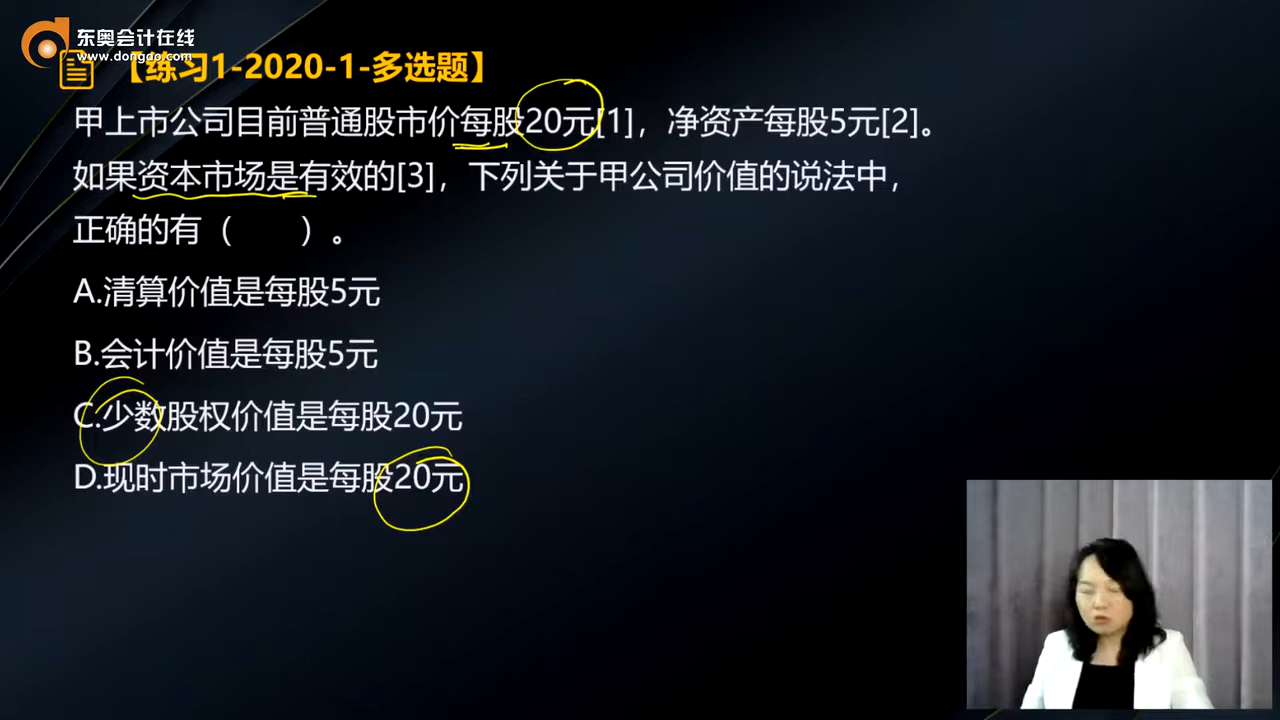 东奥会计在线
www.dongao.com
【练习1-2020-1-多选题】
甲上市公司目前普通股市价每股20元[1]，净资产每股5元[2]。
如果资本市场是有效的[3]，下列关于甲公司价值的说法中，
正确的有（　　）。
A.清算价值是每股5元
B.会计价值是每股5元
C.少数股权价值是每股20元
D.现时市场价值是每股20元